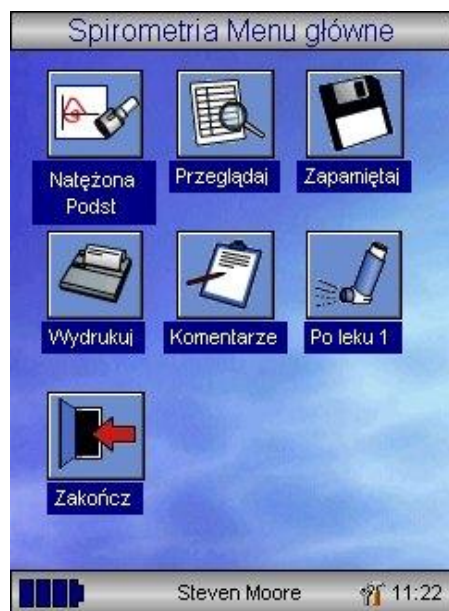 Spirometria Menu główne
Natężona
Podst
Przeglądaj
Zapamiętaj
Wydrukuj
Komentarze
Po leku 1
Zakończ
Steven Moore
11:22